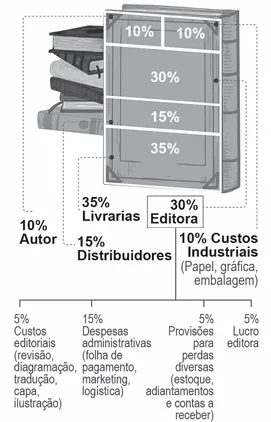 10% 10%
30%
15%
35%
10%
Autor
35%
Livrarias
15%
Distribuidores
30%
Editora
10% Custos
Industriais
(Papel, gráfica,
embalagem)
5%
Custos
editoriais
(revisão,
diagramação,
tradução,
capa,
ilustração)
15%
Despesas
administrativas
(folha de
pagamento,
marketing,
logística)
5%
Provisões
para
perdas
diversas
(estoque,
adiantamentos
e contas a
receber)
5%
Lucro
editora